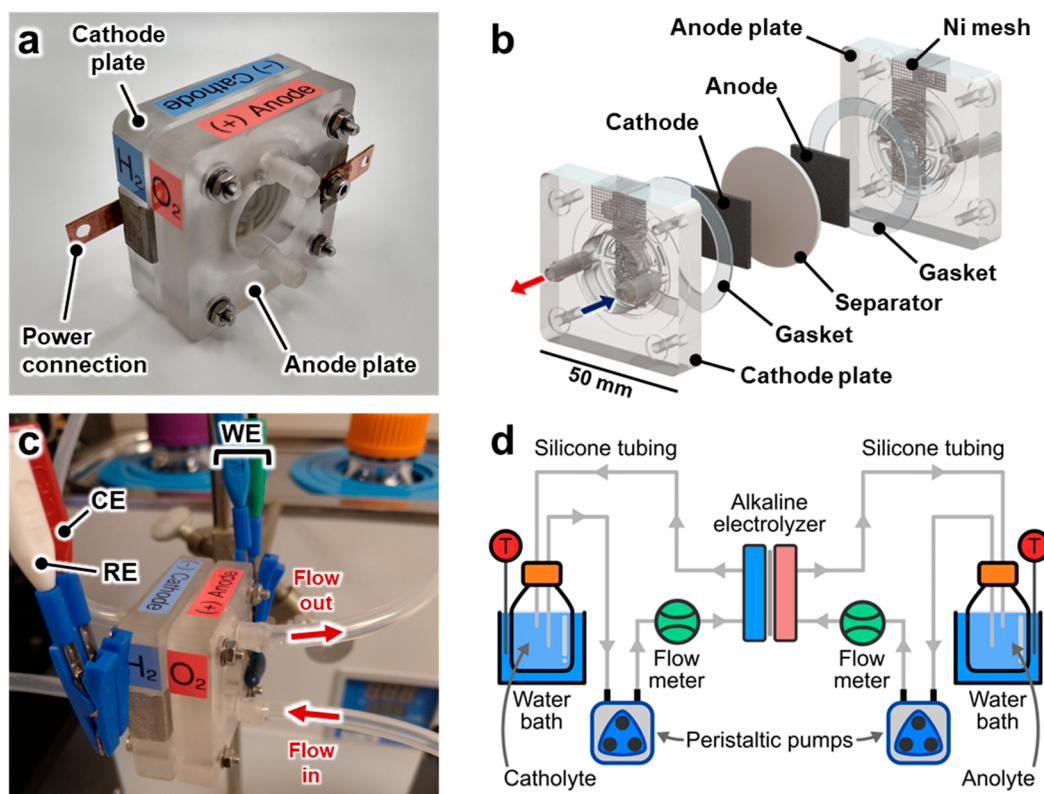 a
Cathode
plate
(−) Cathode
(+) Anode
H2
O2
Power
connection
Anode plate
b
Anode plate
Ni mesh
Anode
Cathode
Gasket
Separator
Gasket
Cathode plate
50 mm
c
WE
CE
RE
(−) Cathode
(+) Anode
H2
O2
Flow
out
Flow
in
d
Silicone tubing
Silicone tubing
Alkaline
electrolyzer
T
T
Flow
meter
Flow
meter
Water
bath
Water
bath
Peristaltic pumps
Catholyte
Anolyte